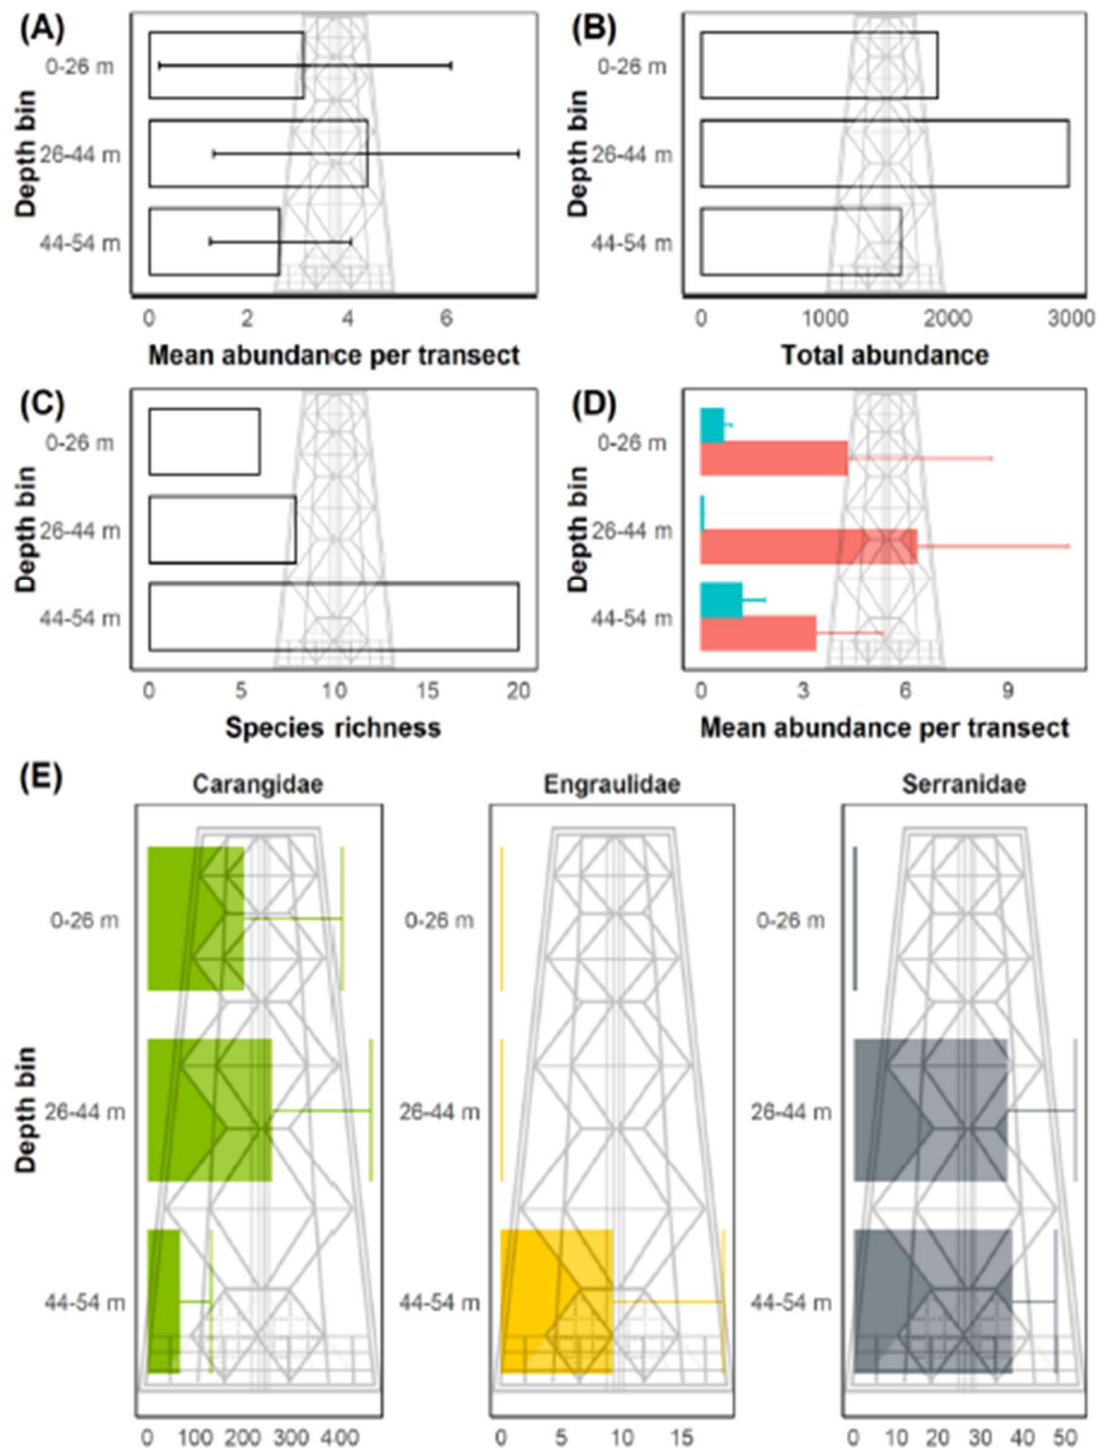 (A)
0-26 m
26-44 m
44-54 m
Depth bin
0 2 4 6
Mean abundance per transect
(B)
0-26 m
26-44 m
44-54 m
Depth bin
0 1000 2000 3000
Total abundance
(C)
0-26 m
26-44 m
44-54 m
Depth bin
0 5 10 15 20
Species richness
(D)
0-26 m
26-44 m
44-54 m
Depth bin
0 3 6 9
Mean abundance per transect
(E)
Depth bin
Carangidae
0-26 m
26-44 m
44-54 m
0 100 200 300 400
Engraulidae
0-26 m
26-44 m
44-54 m
0 5 10 15
Serranidae
0-26 m
26-44 m
44-54 m
0 10 20 30 40 50